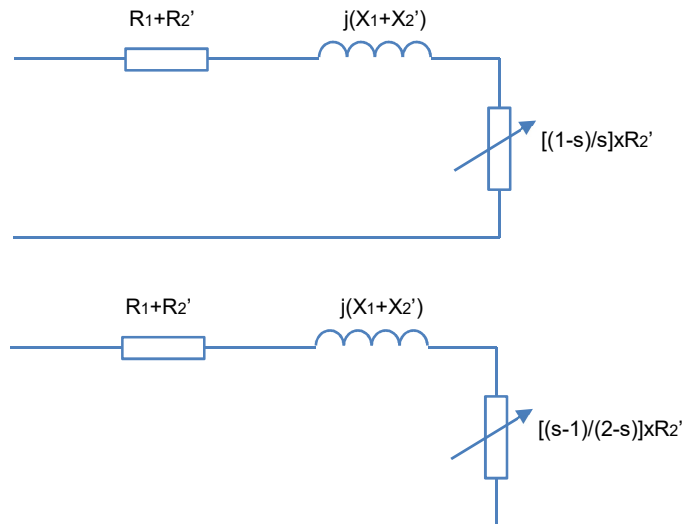 R1+R2'
j(X1+X2')
[(1-s)/s]xR2'
R1+R2'
j(X1+X2')
[(s-1)/(2-s)]xR2'